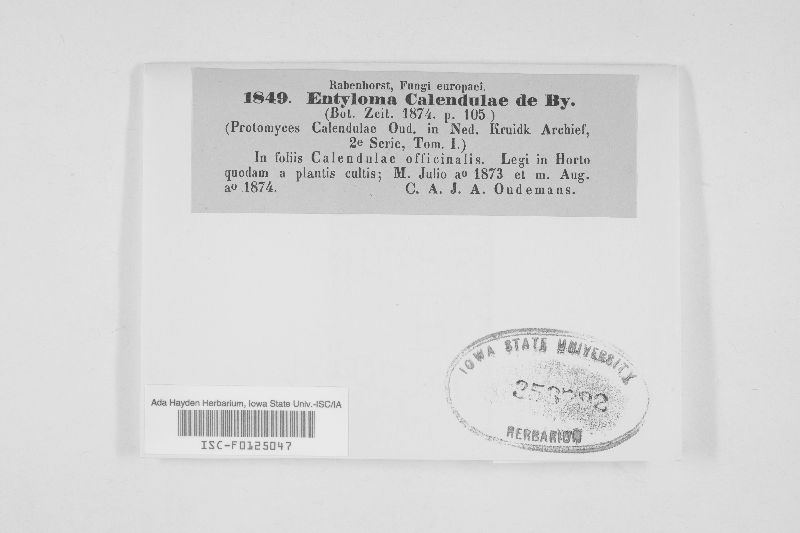 Rabenhorst, Fungi europaei.
1849. Entyloma Calendulae de By.
(Bot. Zeit. 1874. p. 105)
(Protomyces Calendulae Oud. in Ned. Kruidk Archief,
2e Serie, Tom. I.)
In foliis Calendulae officinalis. Legi in Horto
quodam a plantis cultis; M. Julio ao 1873 et m. Aug.
ao 1874. C. A. J. A. Oudemans.
IOWA STATE UNIVERSITY
HERBARIUM
Ada Hayden Herbarium, Iowa State Univ.-ISC/IA
ISC-F0125047